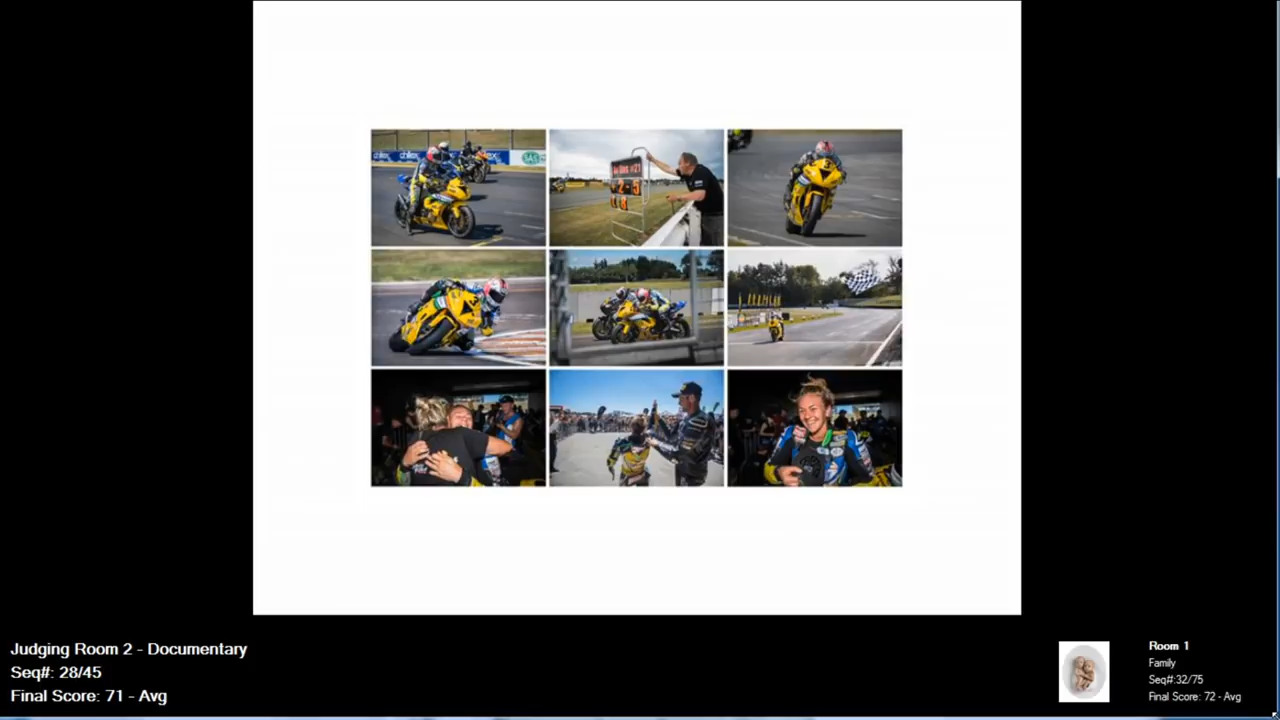 Judging Room 2 - Documentary
Seq#: 28/45
Final Score: 71 - Avg
Room 1
Family
Seq#:32/75
Final Score: 72 - Avg